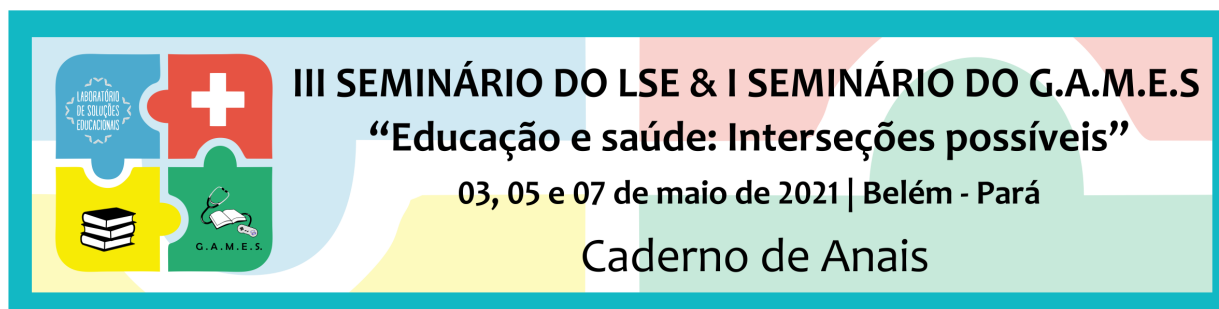 LABORATÓRIO
DE SOLUÇÕES
EDUCACIONAIS
G.A.M.E.S.
III SEMINÁRIO DO LSE & I SEMINÁRIO DO G.A.M.E.S
“Educação e saúde: Interseções possíveis”
03, 05 e 07 de maio de 2021 | Belém - Pará
Caderno de Anais